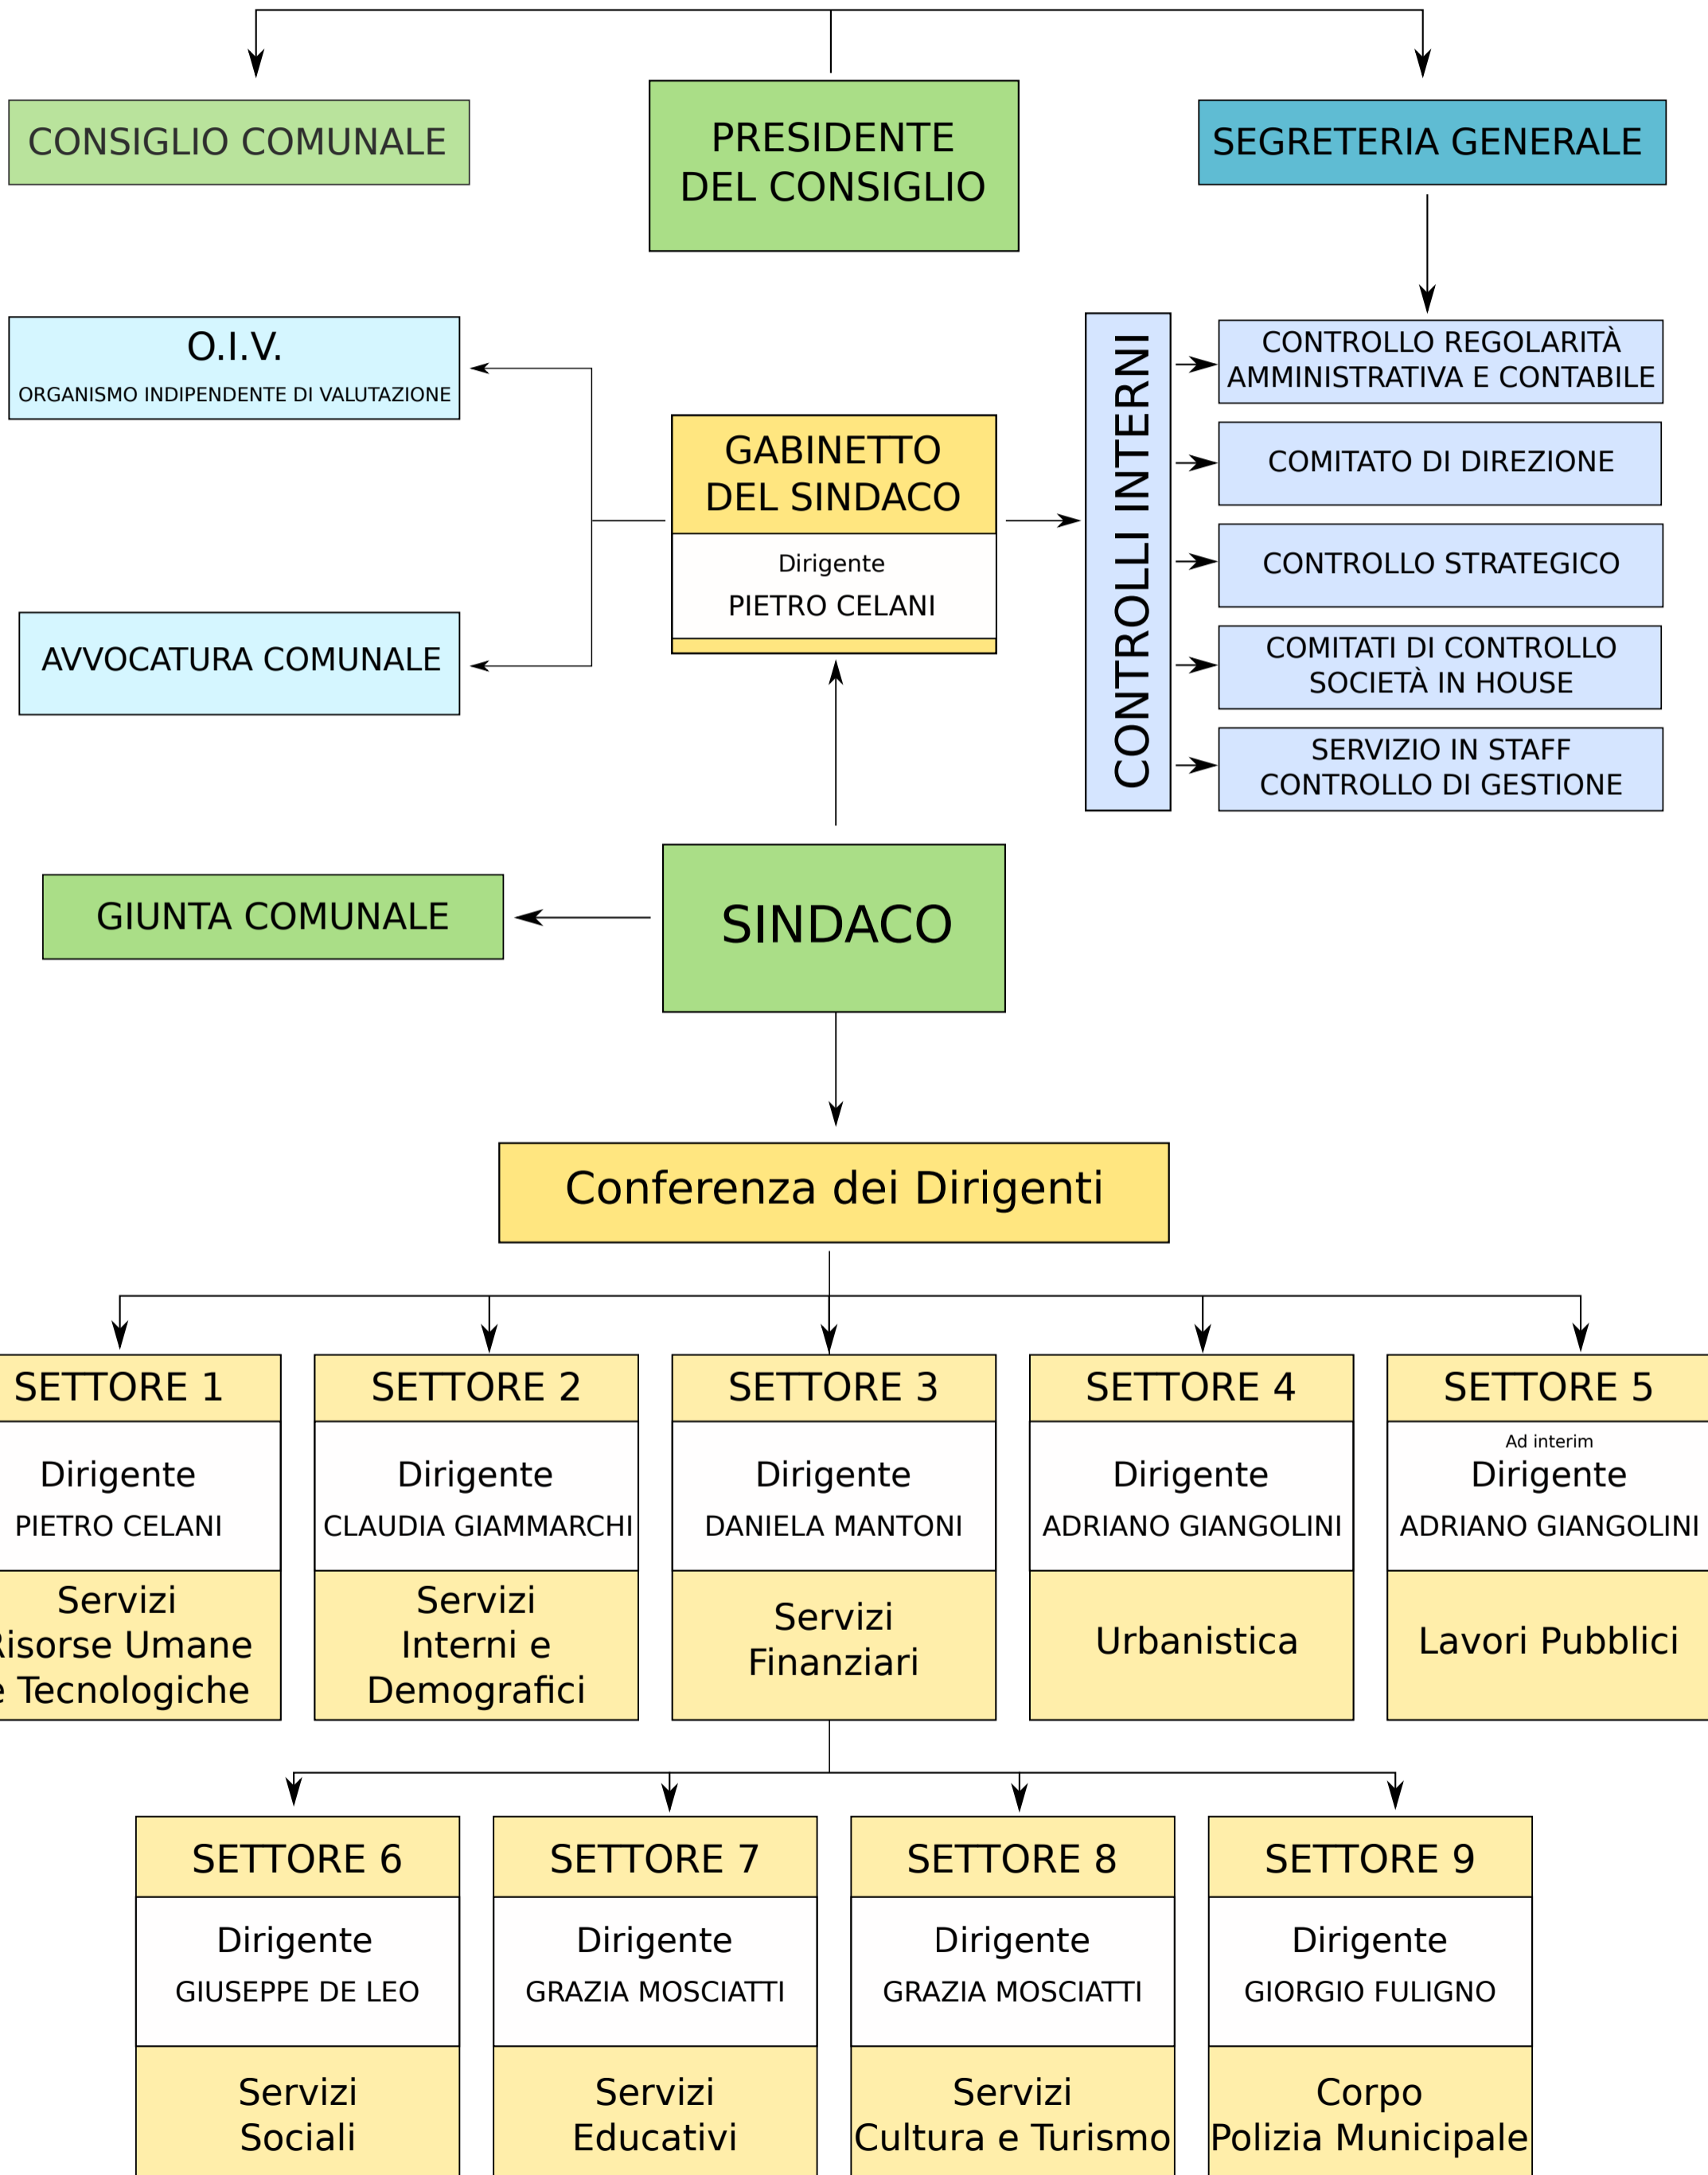 CONSIGLIO COMUNALE
PRESIDENTE
DEL CONSIGLIO
SEGRETERIA GENERALE
O.I.V.
ORGANISMO INDIPENDENTE DI VALUTAZIONE
AVVOCATURA COMUNALE
GABINETTO
DEL SINDACO
Dirigente
PIETRO CELANI
CONTROLLI INTERNI
CONTROLLO REGOLARITÀ
AMMINISTRATIVA E CONTABILE
COMITATO DI DIREZIONE
CONTROLLO STRATEGICO
COMITATI DI CONTROLLO
SOCIETÀ IN HOUSE
SERVIZIO IN STAFF
CONTROLLO DI GESTIONE
GIUNTA COMUNALE
SINDACO
Conferenza dei Dirigenti
SETTORE 1
Dirigente
PIETRO CELANI
Servizi
Risorse Umane
e Tecnologiche
SETTORE 2
Dirigente
CLAUDIA GIAMMARCHI
Servizi
Interni e
Demografici
SETTORE 3
Dirigente
DANIELA MANTONI
Servizi
Finanziari
SETTORE 4
Dirigente
ADRIANO GIANGOLINI
Urbanistica
SETTORE 5
Ad interim
Dirigente
ADRIANO GIANGOLINI
Lavori Pubblici
SETTORE 6
Dirigente
GIUSEPPE DE LEO
Servizi
Sociali
SETTORE 7
Dirigente
GRAZIA MOSCIATTI
Servizi
Educativi
SETTORE 8
Dirigente
GRAZIA MOSCIATTI
Servizi
Cultura e Turismo
SETTORE 9
Dirigente
GIORGIO FULIGNO
Corpo
Polizia Municipale